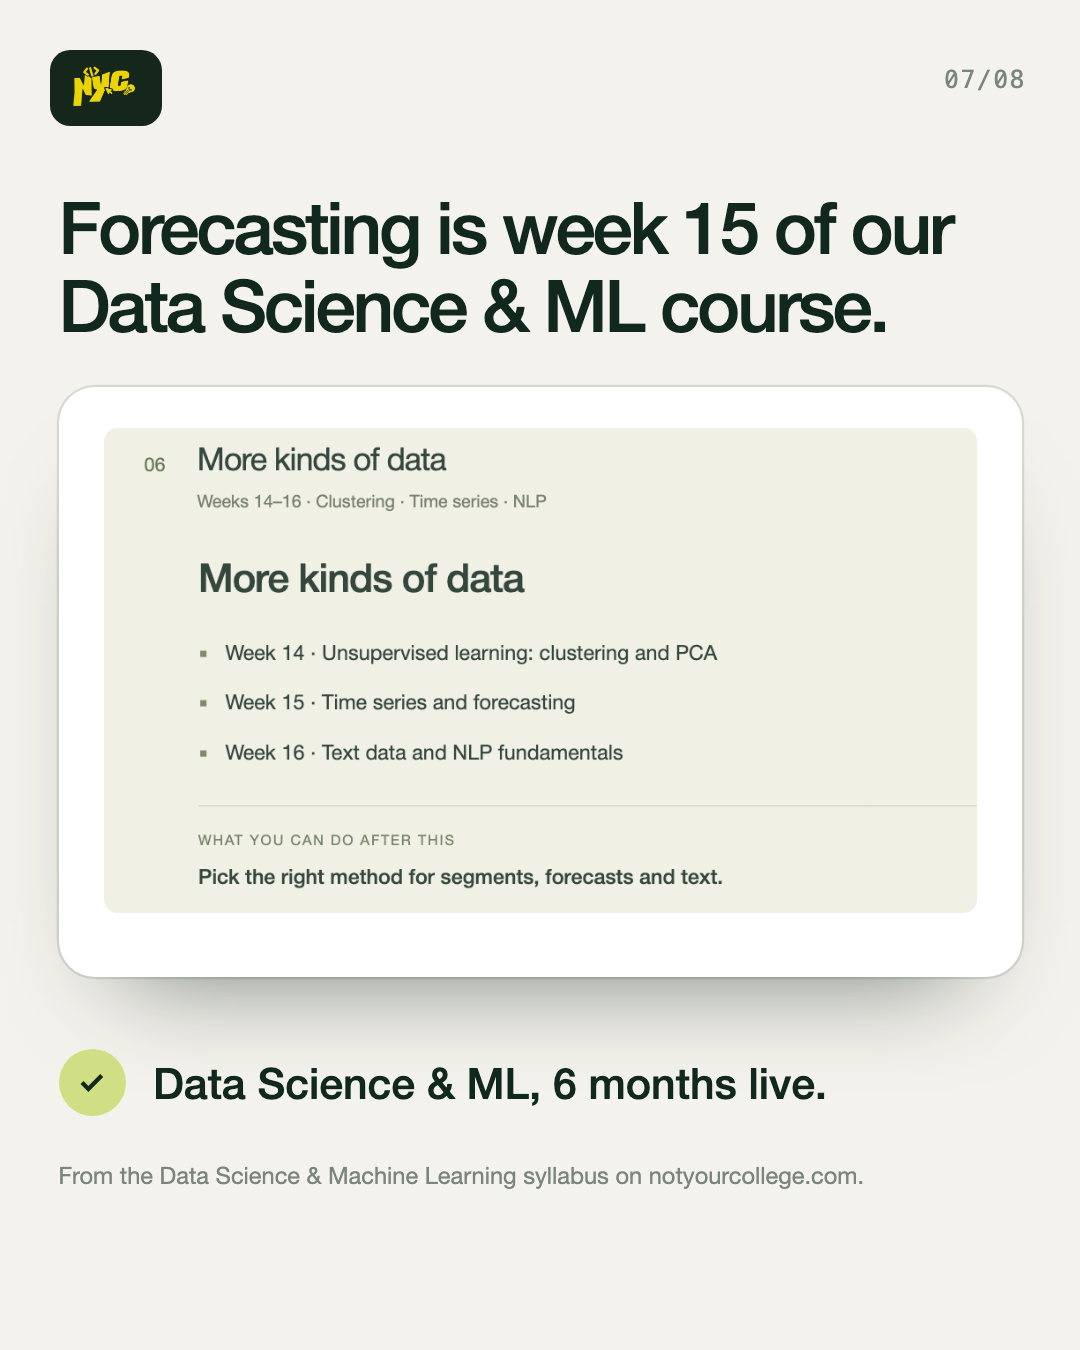 NYC
07/08
Forecasting is week 15 of our
Data Science & ML course.
06 More kinds of data
Weeks 14–16 · Clustering · Time series · NLP
More kinds of data
▪ Week 14 · Unsupervised learning: clustering and PCA
▪ Week 15 · Time series and forecasting
▪ Week 16 · Text data and NLP fundamentals
WHAT YOU CAN DO AFTER THIS
Pick the right method for segments, forecasts and text.
Data Science & ML, 6 months live.
From the Data Science & Machine Learning syllabus on notyourcollege.com.